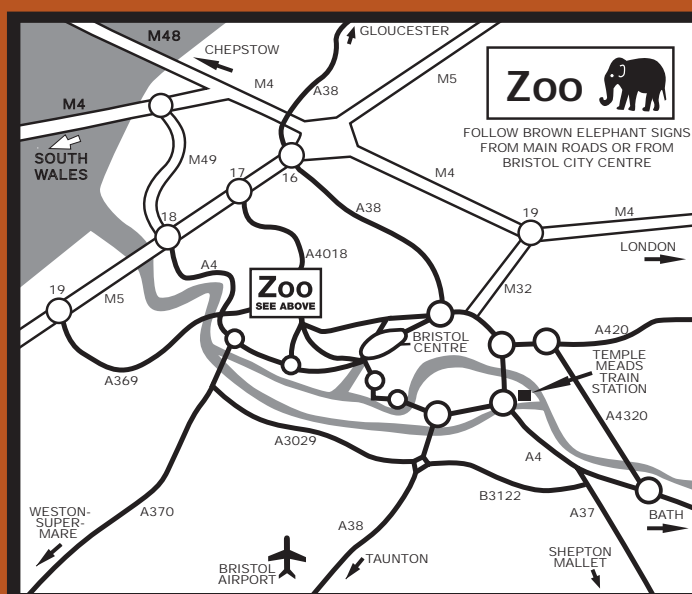 M48
CHEPSTOW
GLOUCESTER
M4
A38
M5
Zoo
FOLLOW BROWN ELEPHANT SIGNS
FROM MAIN ROADS OR FROM
BRISTOL CITY CENTRE
M4
SOUTH
WALES
M49
17
16
M4
18
A38
19
M4
LONDON
A4018
A4
Zoo
SEE ABOVE
19
M5
M32
BRISTOL
CENTRE
A420
TEMPLE
MEADS
TRAIN
STATION
A369
A4320
A3029
A4
B3122
WESTON-
SUPER-
MARE
A370
A38
A37
BATH
BRISTOL
AIRPORT
TAUNTON
SHEPTON
MALLET